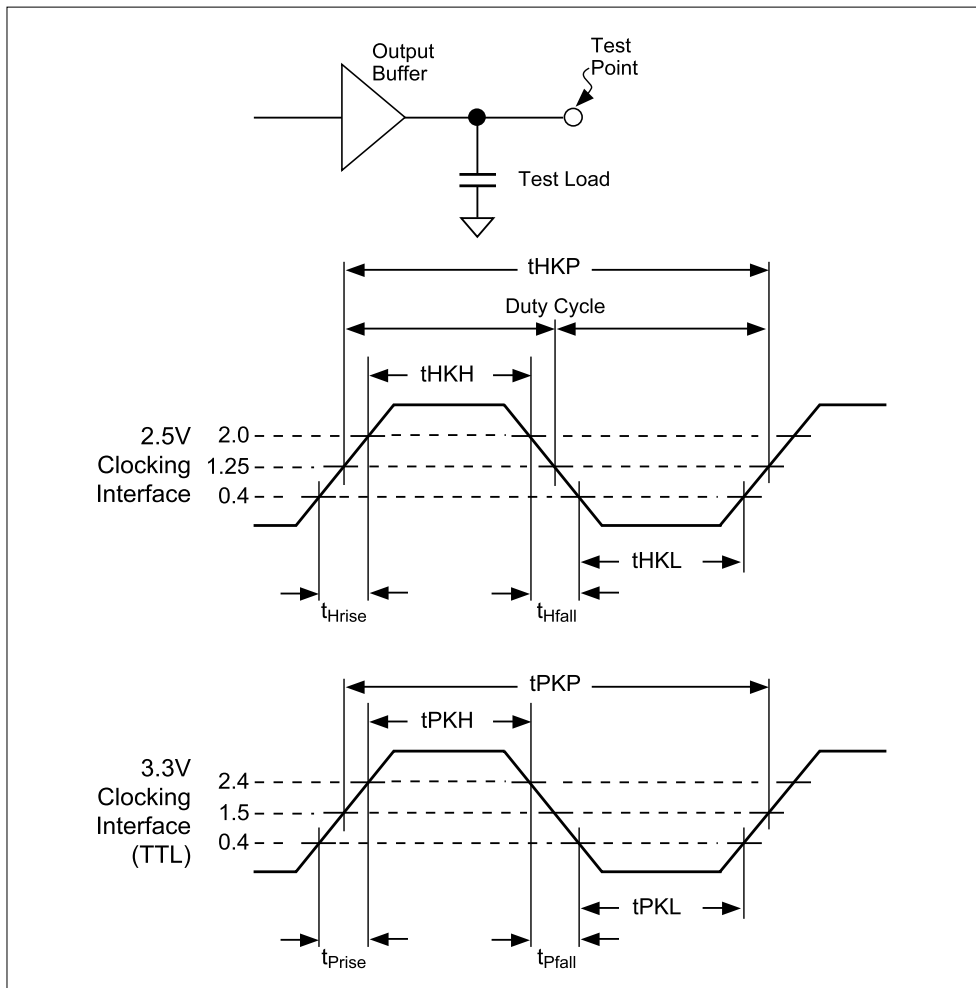 Output
Buffer
Test
Point
Test Load
tHKP
Duty Cycle
tHKH
2.5V
Clocking
Interface
2.0
1.25
0.4
tHKL
tHrise
tHfall
tPKP
tPKH
3.3V
Clocking
Interface
(TTL)
2.4
1.5
0.4
tPKL
tPrise
tPfall